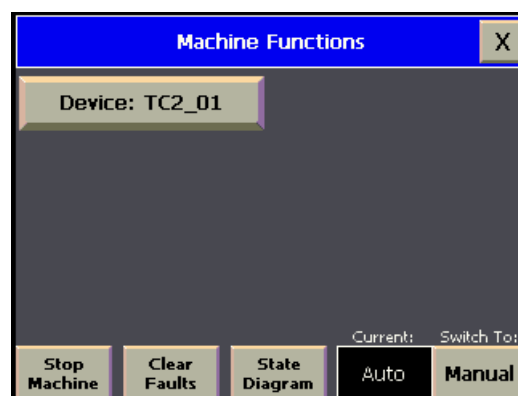 Machine Functions X
Device: TC2_01
Current: Switch To:
Stop Machine Clear Faults State Diagram Auto Manual